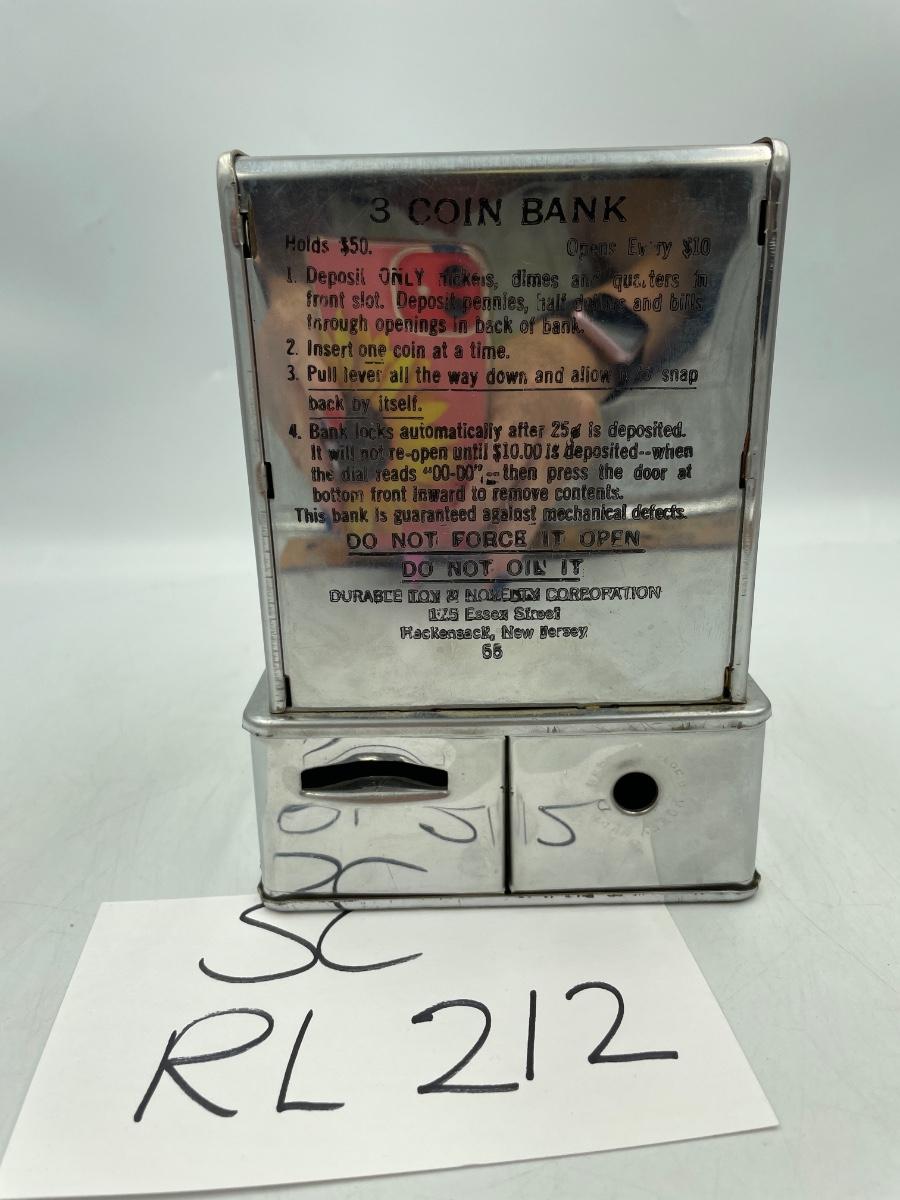 3 COIN BANK
Holds $50. Opens Every $10
1. Deposit ONLY nickels, dimes and quarters in
front slot. Deposit pennies, half dollars and bills
through openings in back of bank.
2. Insert one coin at a time.
3. Pull lever all the way down and allow it to snap
back by itself.
4. Bank locks automatically after 25¢ is deposited.
It will not re-open until $10.00 is deposited--when
the dial reads "00-00",--then press the door at
bottom front inward to remove contents.
This bank is guaranteed against mechanical defects.
DO NOT FORCE IT OPEN
DO NOT OIL IT
DURABLE TOY & NOVELTY CORPORATION
175 Essex Street
Hackensack, New Jersey
SC
RL 212